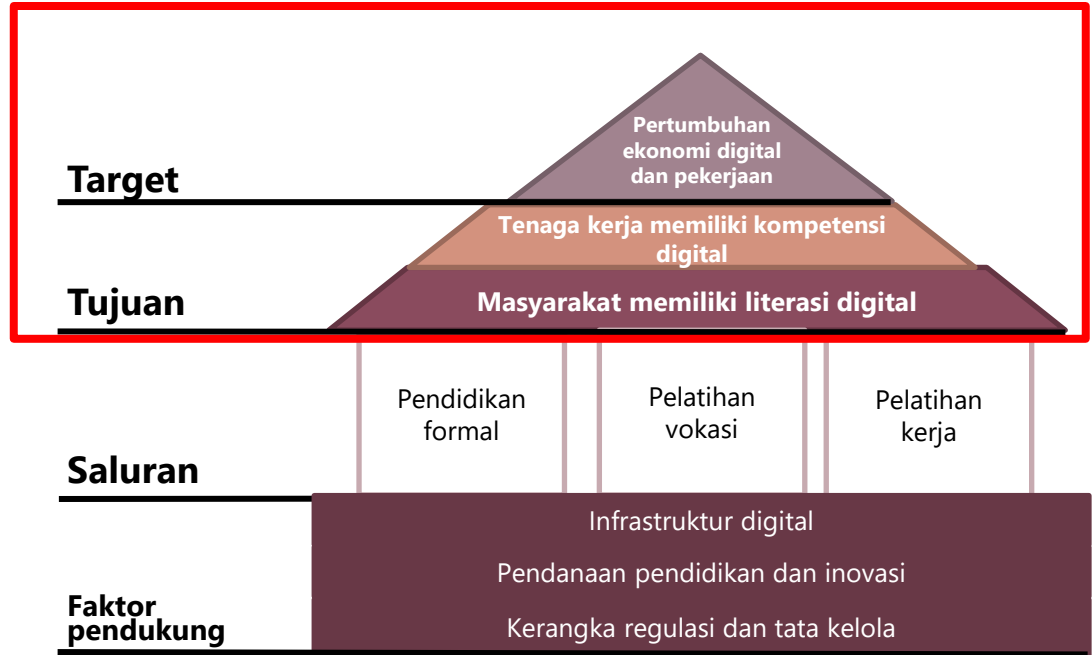 Pertumbuhan
ekonomi digital
dan pekerjaan
Target
Tenaga kerja memiliki kompetensi
digital
Tujuan
Masyarakat memiliki literasi digital
Pendidikan
formal
Pelatihan
vokasi
Pelatihan
kerja
Saluran
Infrastruktur digital
Pendanaan pendidikan dan inovasi
Faktor
pendukung
Kerangka regulasi dan tata kelola